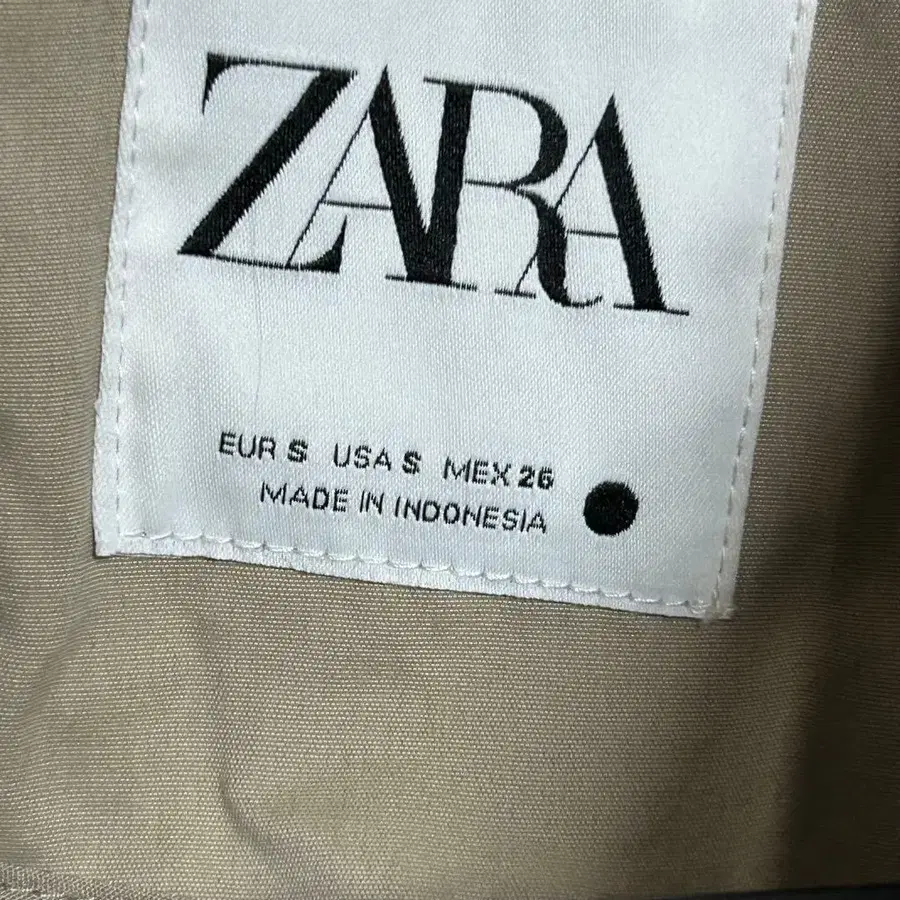 ZARA
EUR S USA S MEX 26
MADE IN INDONESIA